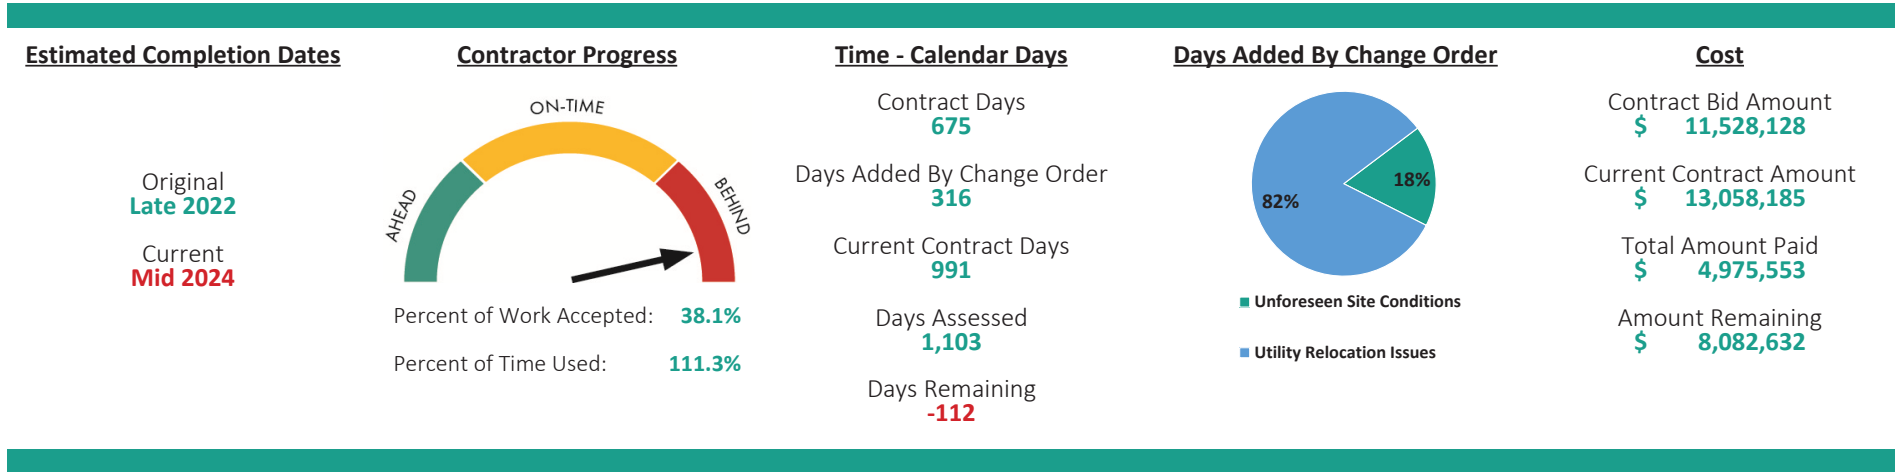 Estimated Completion Dates
Original
Late 2022
Current
Mid 2024
Contractor Progress
ON-TIME
AHEAD
BEHIND
Percent of Work Accepted: 38.1%
Percent of Time Used: 111.3%
Time - Calendar Days
Contract Days
675
Days Added By Change Order
316
Current Contract Days
991
Days Assessed
1,103
Days Remaining
-112
Days Added By Change Order
18%
82%
Unforeseen Site Conditions
Utility Relocation Issues
Cost
Contract Bid Amount
$ 11,528,128
Current Contract Amount
$ 13,058,185
Total Amount Paid
$ 4,975,553
Amount Remaining
$ 8,082,632